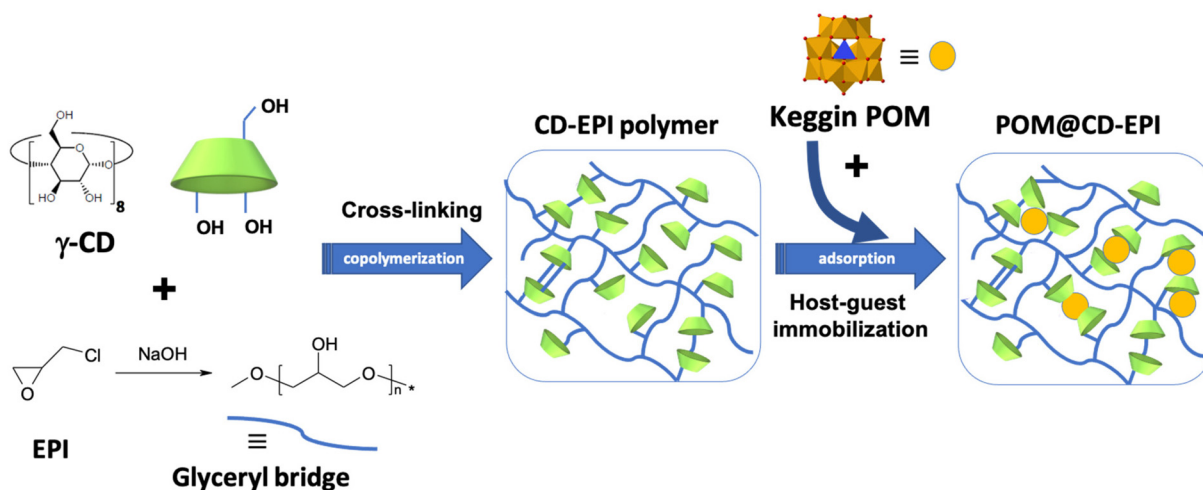 OH
O
O
HO
OH
8
γ-CD
OH
OH
OH
+
Cl
O
EPI
NaOH
OH
O
O
n
*
≡
Glyceryl bridge
Cross-linking
copolymerization
CD-EPI polymer
≡
Keggin POM
+
adsorption
Host-guest
immobilization
POM@CD-EPI